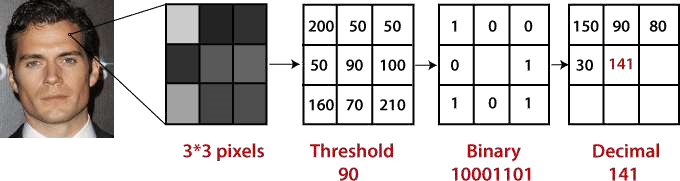 200 50 50
50 90 100
160 70 210
1 0 0
0 1
1 0 1
150 90 80
30 141
3*3 pixels
Threshold
90
Binary
10001101
Decimal
141